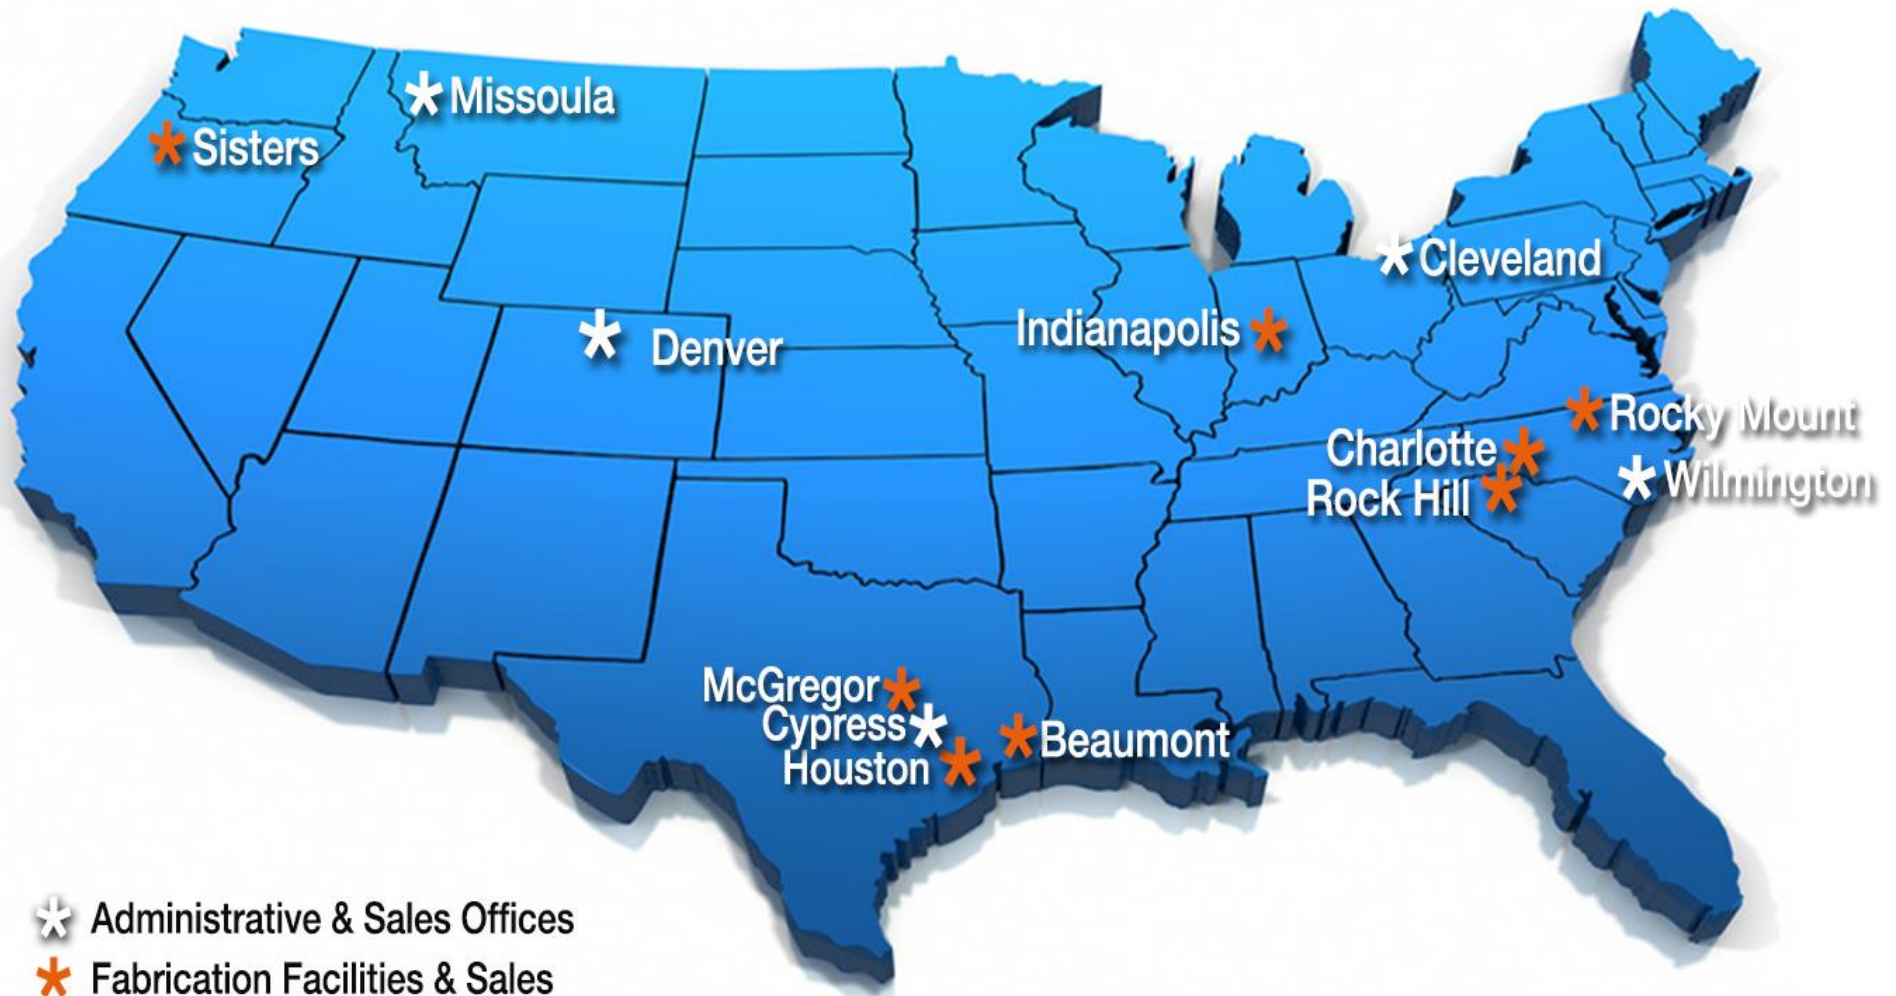 Missoula
Sisters
Cleveland
Indianapolis
Denver
Rocky Mount
Charlotte
Wilmington
Rock Hill
McGregor
Cypress
Beaumont
Houston
Administrative & Sales Offices
Fabrication Facilities & Sales